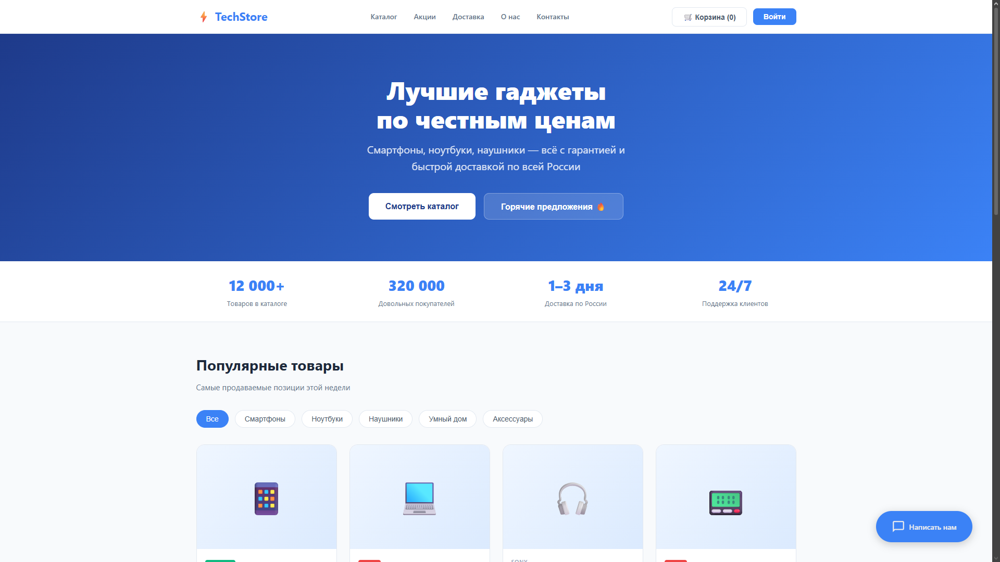 TechStore
Каталог
Акции
Доставка
О нас
Контакты
Корзина (0)
Войти
Лучшие гаджеты
по честным ценам
Смартфоны, ноутбуки, наушники — всё с гарантией и
быстрой доставкой по всей России
Смотреть каталог
Горячие предложения
12 000+
320 000
1–3 дня
24/7
Товаров в каталоге
Довольных покупателей
Доставка по России
Поддержка клиентов
Популярные товары
Самые продаваемые позиции этой недели
Все
Смартфоны
Ноутбуки
Наушники
Умный дом
Аксессуары
Написать нам
SONY